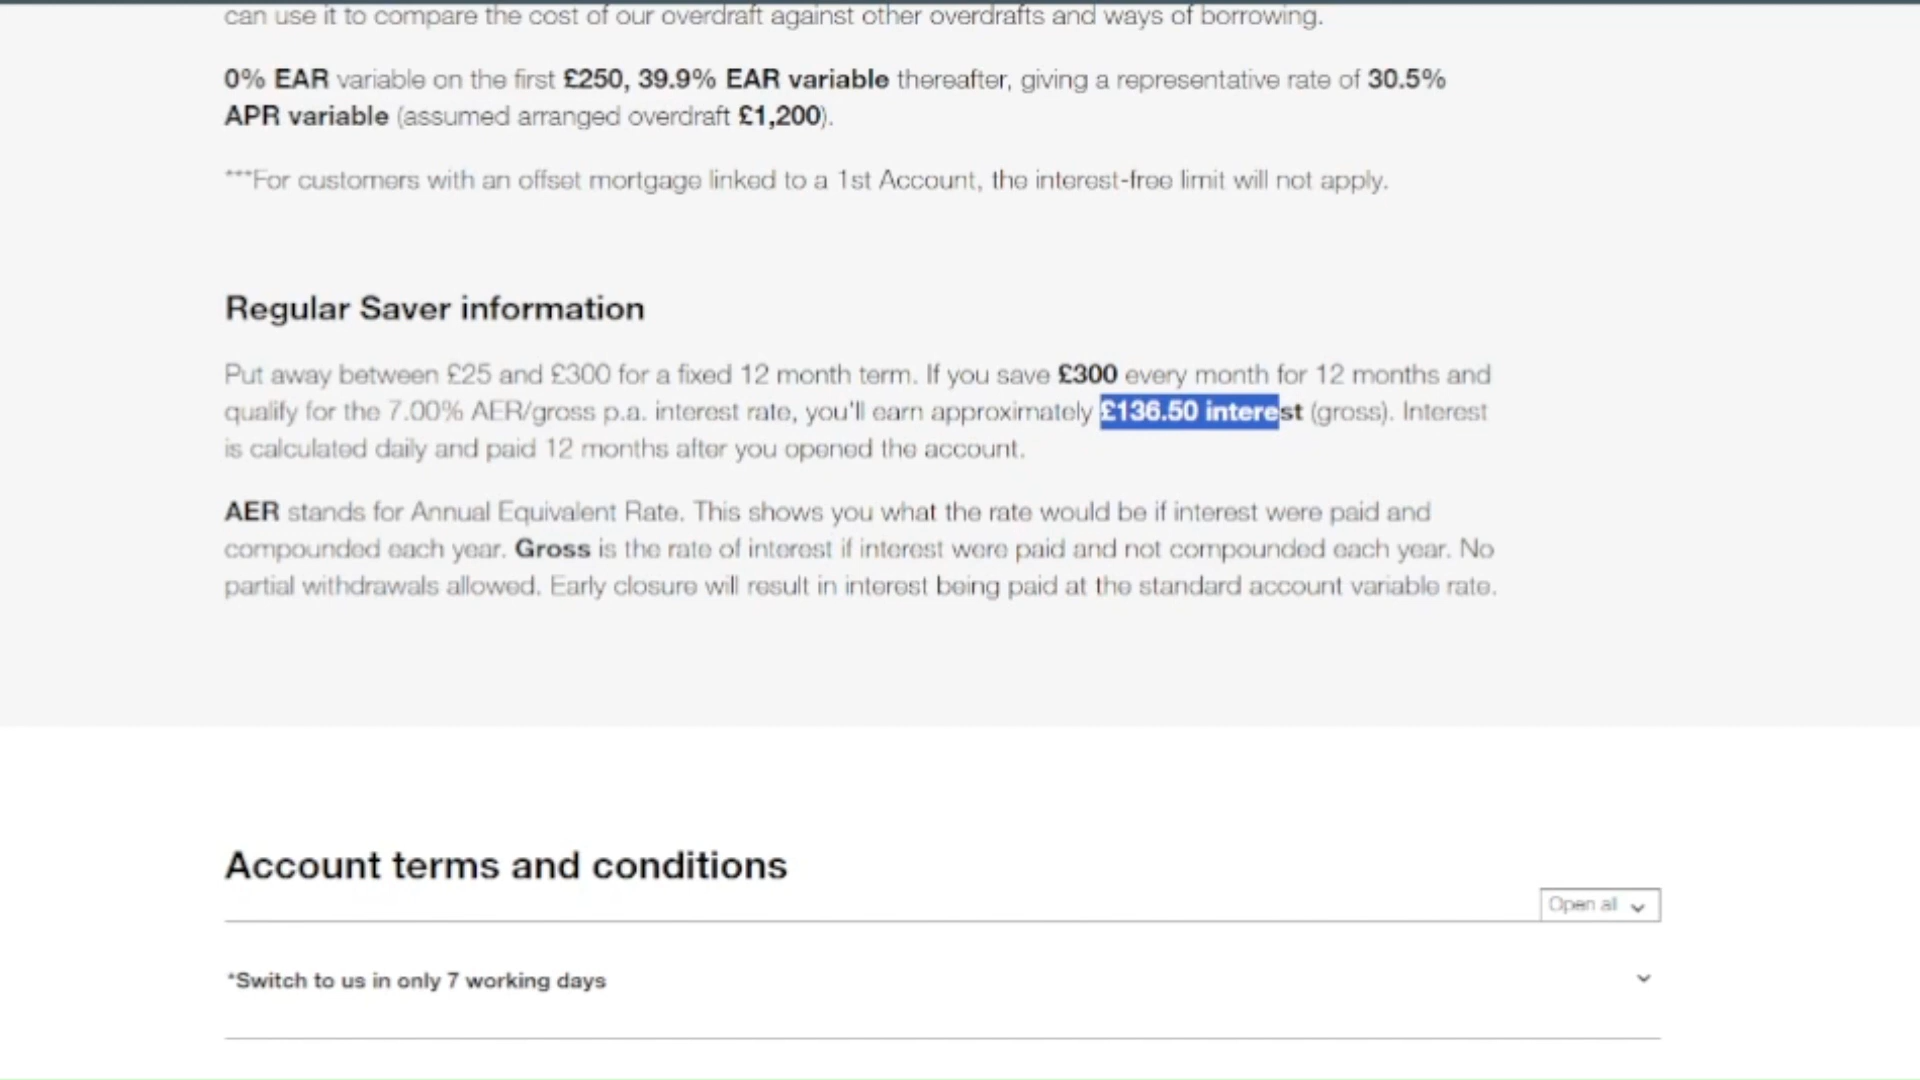 can use it to compare the cost of our overdraft against other overdrafts and ways of borrowing.
0% EAR variable on the first £250, 39.9% EAR variable thereafter, giving a representative rate of 30.5%
APR variable (assumed arranged overdraft £1,200).
***For customers with an offset mortgage linked to a 1st Account, the interest-free limit will not apply.
Regular Saver information
Put away between £25 and £300 for a fixed 12 month term. If you save £300 every month for 12 months and
qualify for the 7.00% AER/gross p.a. interest rate, you'll earn approximately £136.50 interest (gross). Interest
is calculated daily and paid 12 months after you opened the account.
AER stands for Annual Equivalent Rate. This shows you what the rate would be if interest were paid and
compounded each year. Gross is the rate of interest if interest were paid and not compounded each year. No
partial withdrawals allowed. Early closure will result in interest being paid at the standard account variable rate.
Account terms and conditions
Open all
*Switch to us in only 7 working days